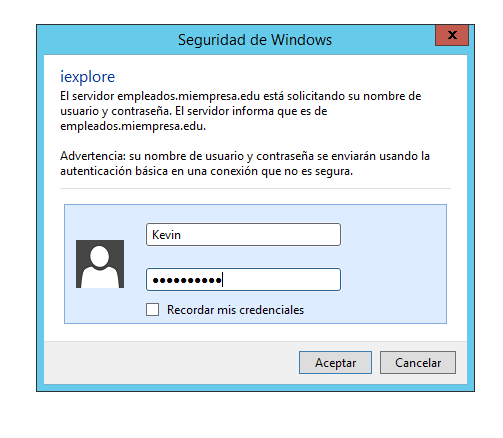 Seguridad de Windows
x
iexplore
El servidor empleados.miempresa.edu está solicitando su nombre de
usuario y contraseña. El servidor informa que es de
empleados.miempresa.edu.
Advertencia: su nombre de usuario y contraseña se enviarán usando la
autenticación básica en una conexión que no es segura.
Kevin
●●●●●●●●●●
Recordar mis credenciales
Aceptar
Cancelar